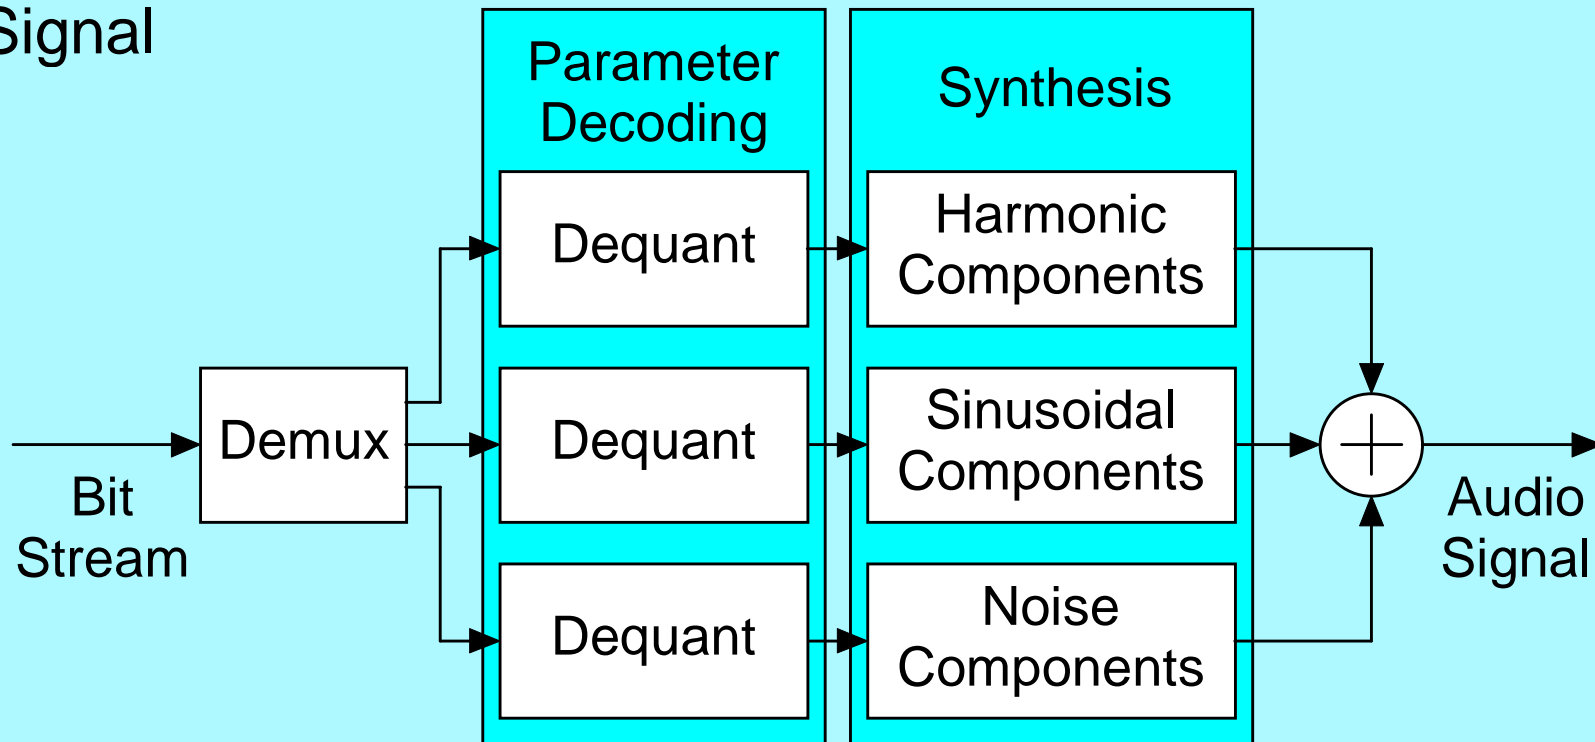 Signal
Parameter
Decoding
Synthesis
Dequant
Harmonic
Components
Demux
Dequant
Sinusoidal
Components
Bit
Stream
Audio
Signal
Dequant
Noise
Components